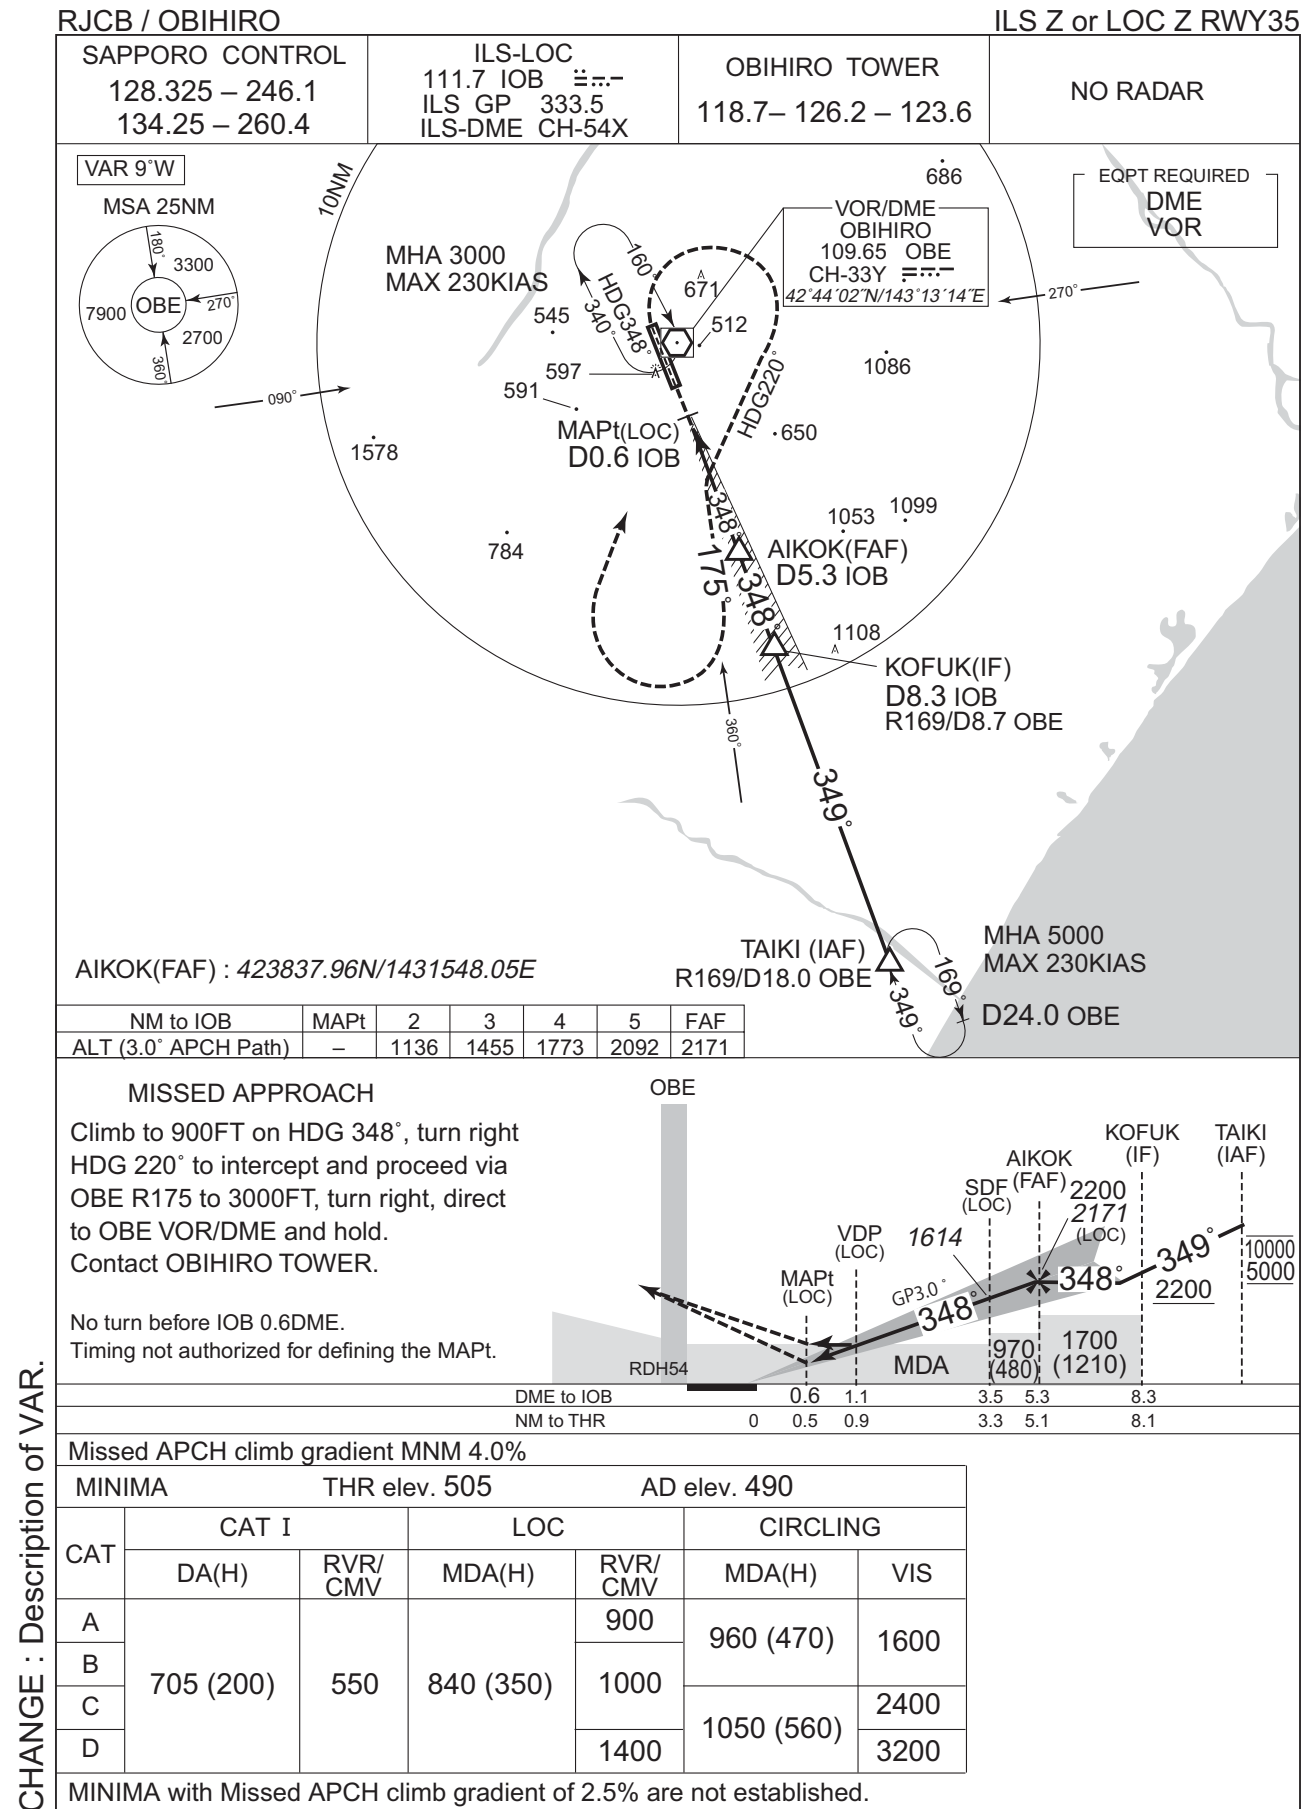 RJCB / OBIHIRO
ILS Z or LOC Z RWY35
SAPPORO CONTROL
128.325 – 246.1
134.25 – 260.4
ILS-LOC
111.7 IOB
ILS GP 333.5
ILS-DME CH-54X
OBIHIRO TOWER
118.7– 126.2 – 123.6
NO RADAR
VAR 9˚W
MSA 25NM
180˚
3300
7900
OBE
270˚
2700
360˚
10NM
MHA 3000
MAX 230KIAS
160˚
HDG348˚
340˚
686
EQPT REQUIRED
DME
VOR
VOR/DME
OBIHIRO
109.65 OBE
CH-33Y
42˚44´02˝N/143˚13´14˝E
270˚
671
545
512
597
1086
591
090˚
HDG220˚
MAPt(LOC)
D0.6 IOB
650
1578
348˚
1099
1053
784
AIKOK(FAF)
D5.3 IOB
175˚
348˚
1108
KOFUK(IF)
D8.3 IOB
R169/D8.7 OBE
360˚
349˚
TAIKI (IAF)
R169/D18.0 OBE
MHA 5000
MAX 230KIAS
169˚
349˚
D24.0 OBE
AIKOK(FAF) : 423837.96N/1431548.05E
NM to IOB MAPt 2 3 4 5 FAF
ALT (3.0˚ APCH Path) – 1136 1455 1773 2092 2171
MISSED APPROACH
Climb to 900FT on HDG 348˚, turn right
HDG 220˚ to intercept and proceed via
OBE R175 to 3000FT, turn right, direct
to OBE VOR/DME and hold.
Contact OBIHIRO TOWER.
No turn before IOB 0.6DME.
Timing not authorized for defining the MAPt.
OBE
KOFUK
(IF)
TAIKI
(IAF)
AIKOK
(FAF)
SDF
(LOC)
2200
2171
(LOC)
VDP
(LOC)
1614
MAPt
(LOC)
GP3.0˚
348˚
348˚
349˚
10000
5000
2200
RDH54
MDA
970
(480)
1700
(1210)
DME to IOB 0.6 1.1 3.5 5.3 8.3
NM to THR 0 0.5 0.9 3.3 5.1 8.1
Missed APCH climb gradient MNM 4.0%
MINIMA THR elev. 505 AD elev. 490
CAT CAT I LOC CIRCLING
DA(H) RVR/CMV MDA(H) RVR/CMV MDA(H) VIS
A 900
B 960 (470) 1600
705 (200) 550 840 (350) 1000
C 2400
1050 (560)
D 1400 3200
MINIMA with Missed APCH climb gradient of 2.5% are not established.
CHANGE : Description of VAR.